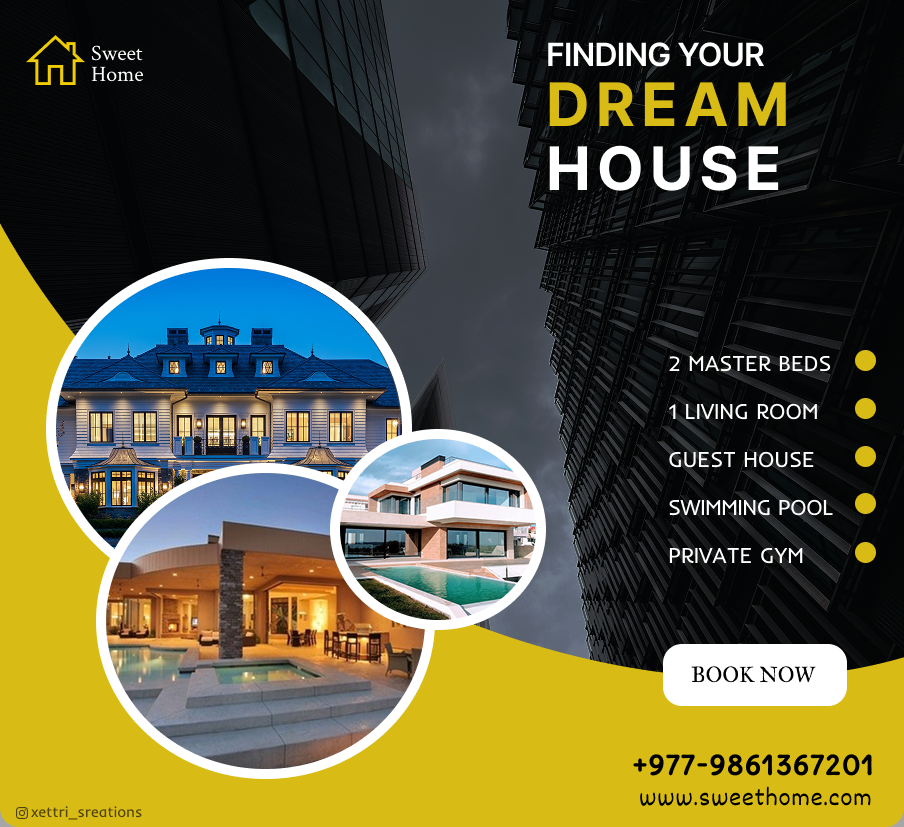 Sweet
Home
FINDING YOUR
DREAM
HOUSE
2 MASTER BEDS
1 LIVING ROOM
GUEST HOUSE
SWIMMING POOL
PRIVATE GYM
BOOK NOW
+977-9861367201
www.sweethome.com
xettri_sreations